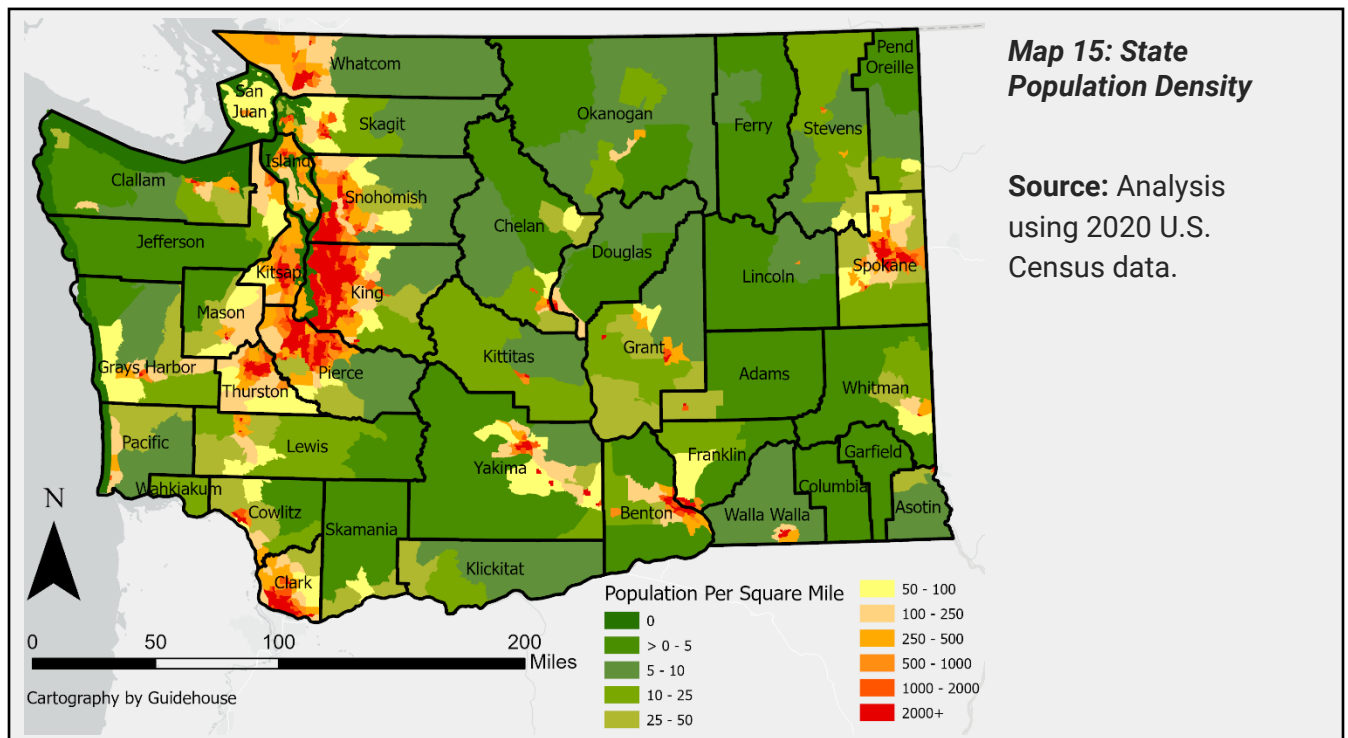 Map 15: State
Population Density
Source: Analysis
using 2020 U.S.
Census data.
Whatcom
San
Juan
Skagit
Island
Snohomish
Clallam
Jefferson
Kitsap
King
Mason
Grays Harbor
Thurston
Pierce
Pacific
Lewis
Wahkiakum
Cowlitz
Skamania
Clark
Okanogan
Ferry
Stevens
Pend
Oreille
Chelan
Douglas
Lincoln
Spokane
Kittitas
Grant
Adams
Whitman
Yakima
Franklin
Benton
Walla Walla
Columbia
Garfield
Asotin
Klickitat
N
0 50 100 200
Miles
Cartography by Guidehouse
Population Per Square Mile
0
> 0 - 5
5 - 10
10 - 25
25 - 50
50 - 100
100 - 250
250 - 500
500 - 1000
1000 - 2000
2000+